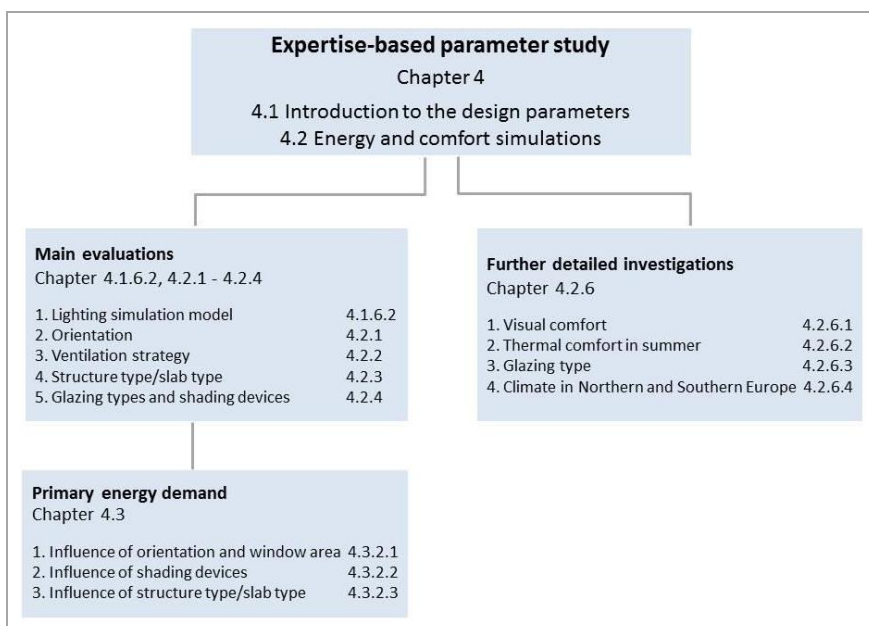 Expertise-based parameter study
Chapter 4
4.1 Introduction to the design parameters
4.2 Energy and comfort simulations
Main evaluations
Chapter 4.1.6.2, 4.2.1 - 4.2.4
1. Lighting simulation model 4.1.6.2
2. Orientation 4.2.1
3. Ventilation strategy 4.2.2
4. Structure type/slab type 4.2.3
5. Glazing types and shading devices 4.2.4
Further detailed investigations
Chapter 4.2.6
1. Visual comfort 4.2.6.1
2. Thermal comfort in summer 4.2.6.2
3. Glazing type 4.2.6.3
4. Climate in Northern and Southern Europe 4.2.6.4
Primary energy demand
Chapter 4.3
1. Influence of orientation and window area 4.3.2.1
2. Influence of shading devices 4.3.2.2
3. Influence of structure type/slab type 4.3.2.3